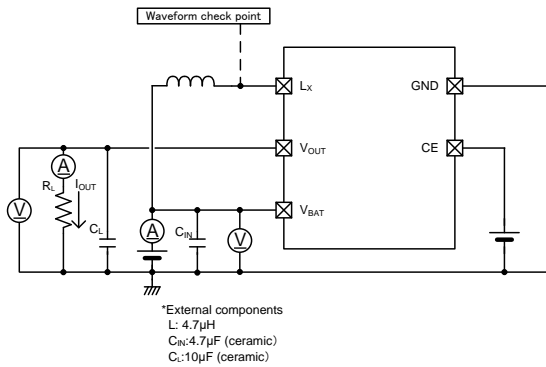 Waveform check point
LX
GND
VOUT
CE
A
RL
IOUT
V
CL
VBAT
A
CIN
V
*External components
L: 4.7μH
CIN:4.7μF (ceramic）
CL:10μF (ceramic）